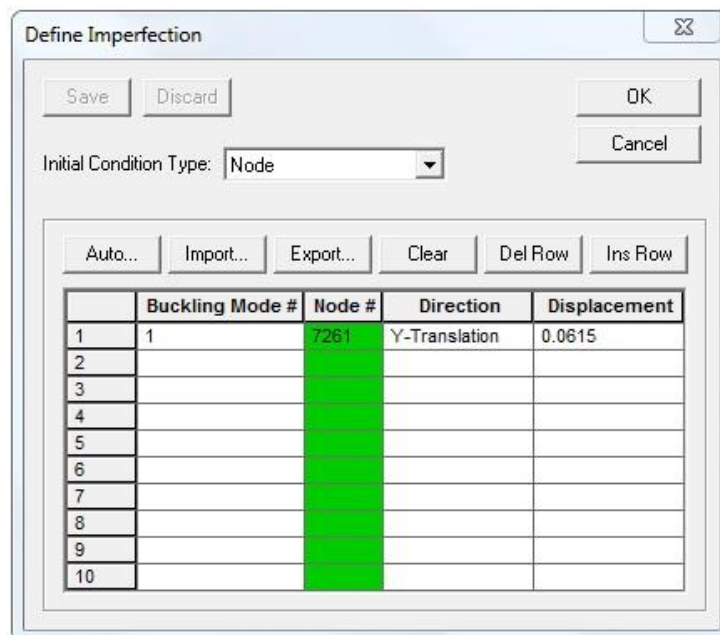 Define Imperfection
Save Discard OK
Cancel
Initial Condition Type: Node
Auto... Import... Export... Clear Del Row Ins Row
Buckling Mode # Node # Direction Displacement
1 1 7261 Y-Translation 0.0615
2
3
4
5
6
7
8
9
10